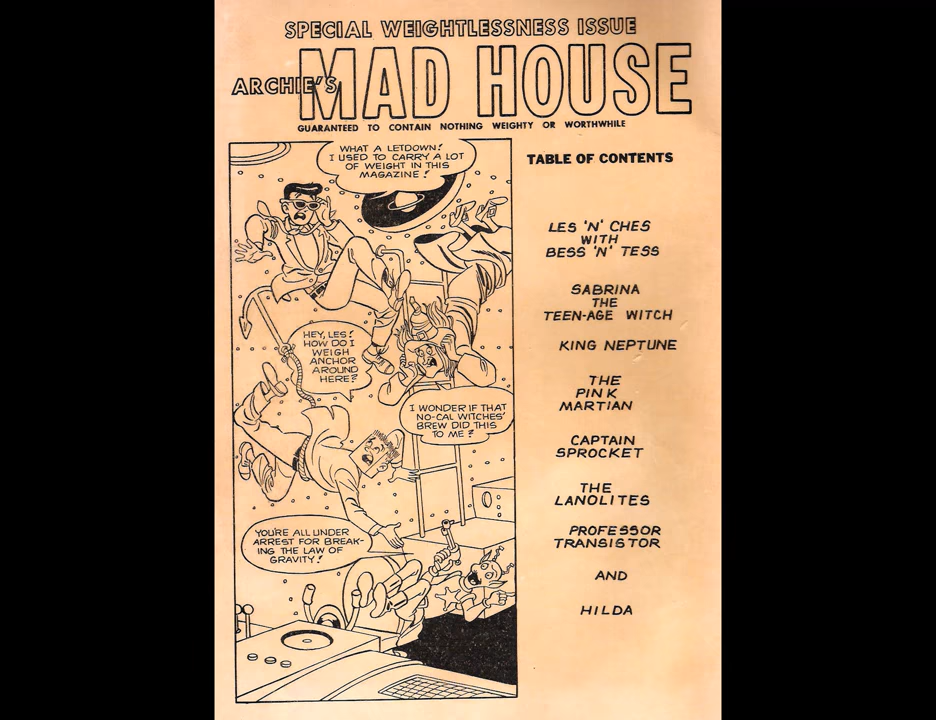 SPECIAL WEIGHTLESSNESS ISSUE
ARCHIE'S
MAD HOUSE
GUARANTEED TO CONTAIN NOTHING WEIGHTY OR WORTHWHILE
WHAT A LETDOWN!
I USED TO CARRY A LOT
OF WEIGHT IN THIS
MAGAZINE!
HEY, LES!
HOW DO I
WEIGH
ANCHOR
AROUND
HERE?
I WONDER IF THAT
NO-CAL WITCHES'
BREW DID THIS
TO ME?
YOU'RE ALL UNDER
ARREST FOR BREAK-
ING THE LAW OF
GRAVITY!
TABLE OF CONTENTS
LES 'N' CHES
WITH
BESS 'N' TESS
SABRINA
THE
TEEN-AGE WITCH
KING NEPTUNE
THE
PINK
MARTIAN
CAPTAIN
SPROCKET
THE
LANOLITES
PROFESSOR
TRANSISTOR
AND
HILDA